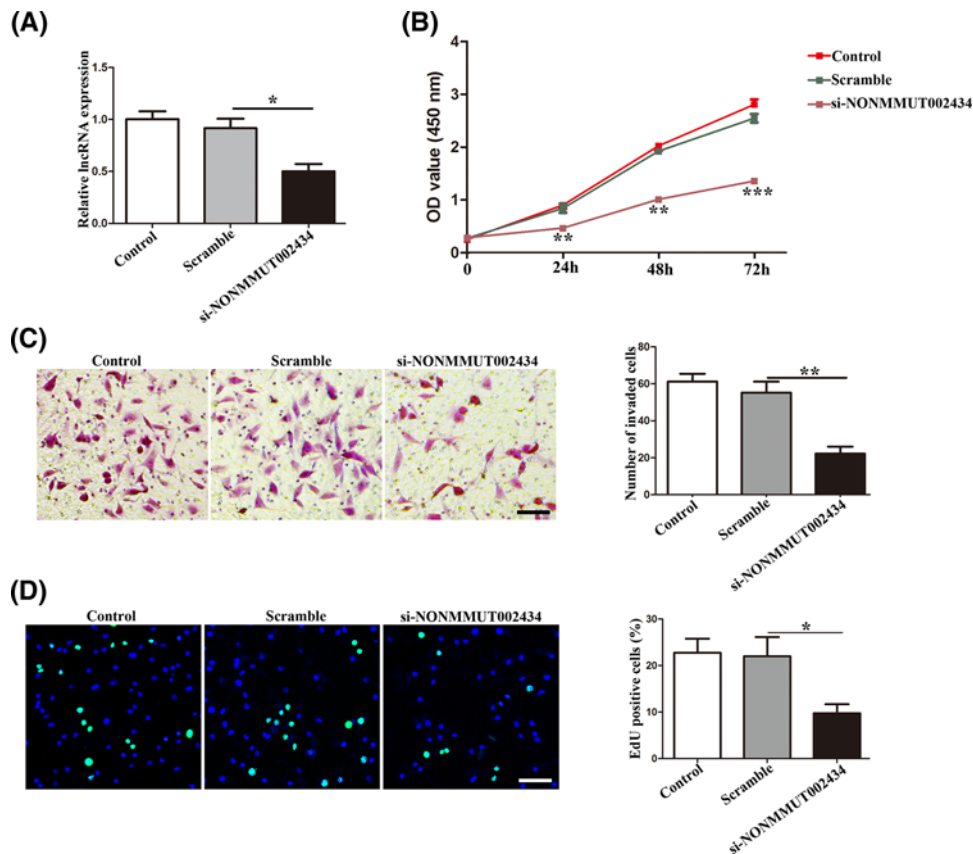 (A)
Relative lncRNA expression
1.5
1.0
0.5
0.0
*
Control
Scramble
si-NONMMUT002434
(B)
OD value (450 nm)
4
3
2
1
0
0
24h
48h
72h
**
**
***
Control
Scramble
si-NONMMUT002434
(C)
Control
Scramble
si-NONMMUT002434
Number of invaded cells
80
60
40
20
0
**
Control
Scramble
si-NONMMUT002434
(D)
Control
Scramble
si-NONMMUT002434
EdU positive cells (%)
30
20
10
0
*
Control
Scramble
si-NONMMUT002434